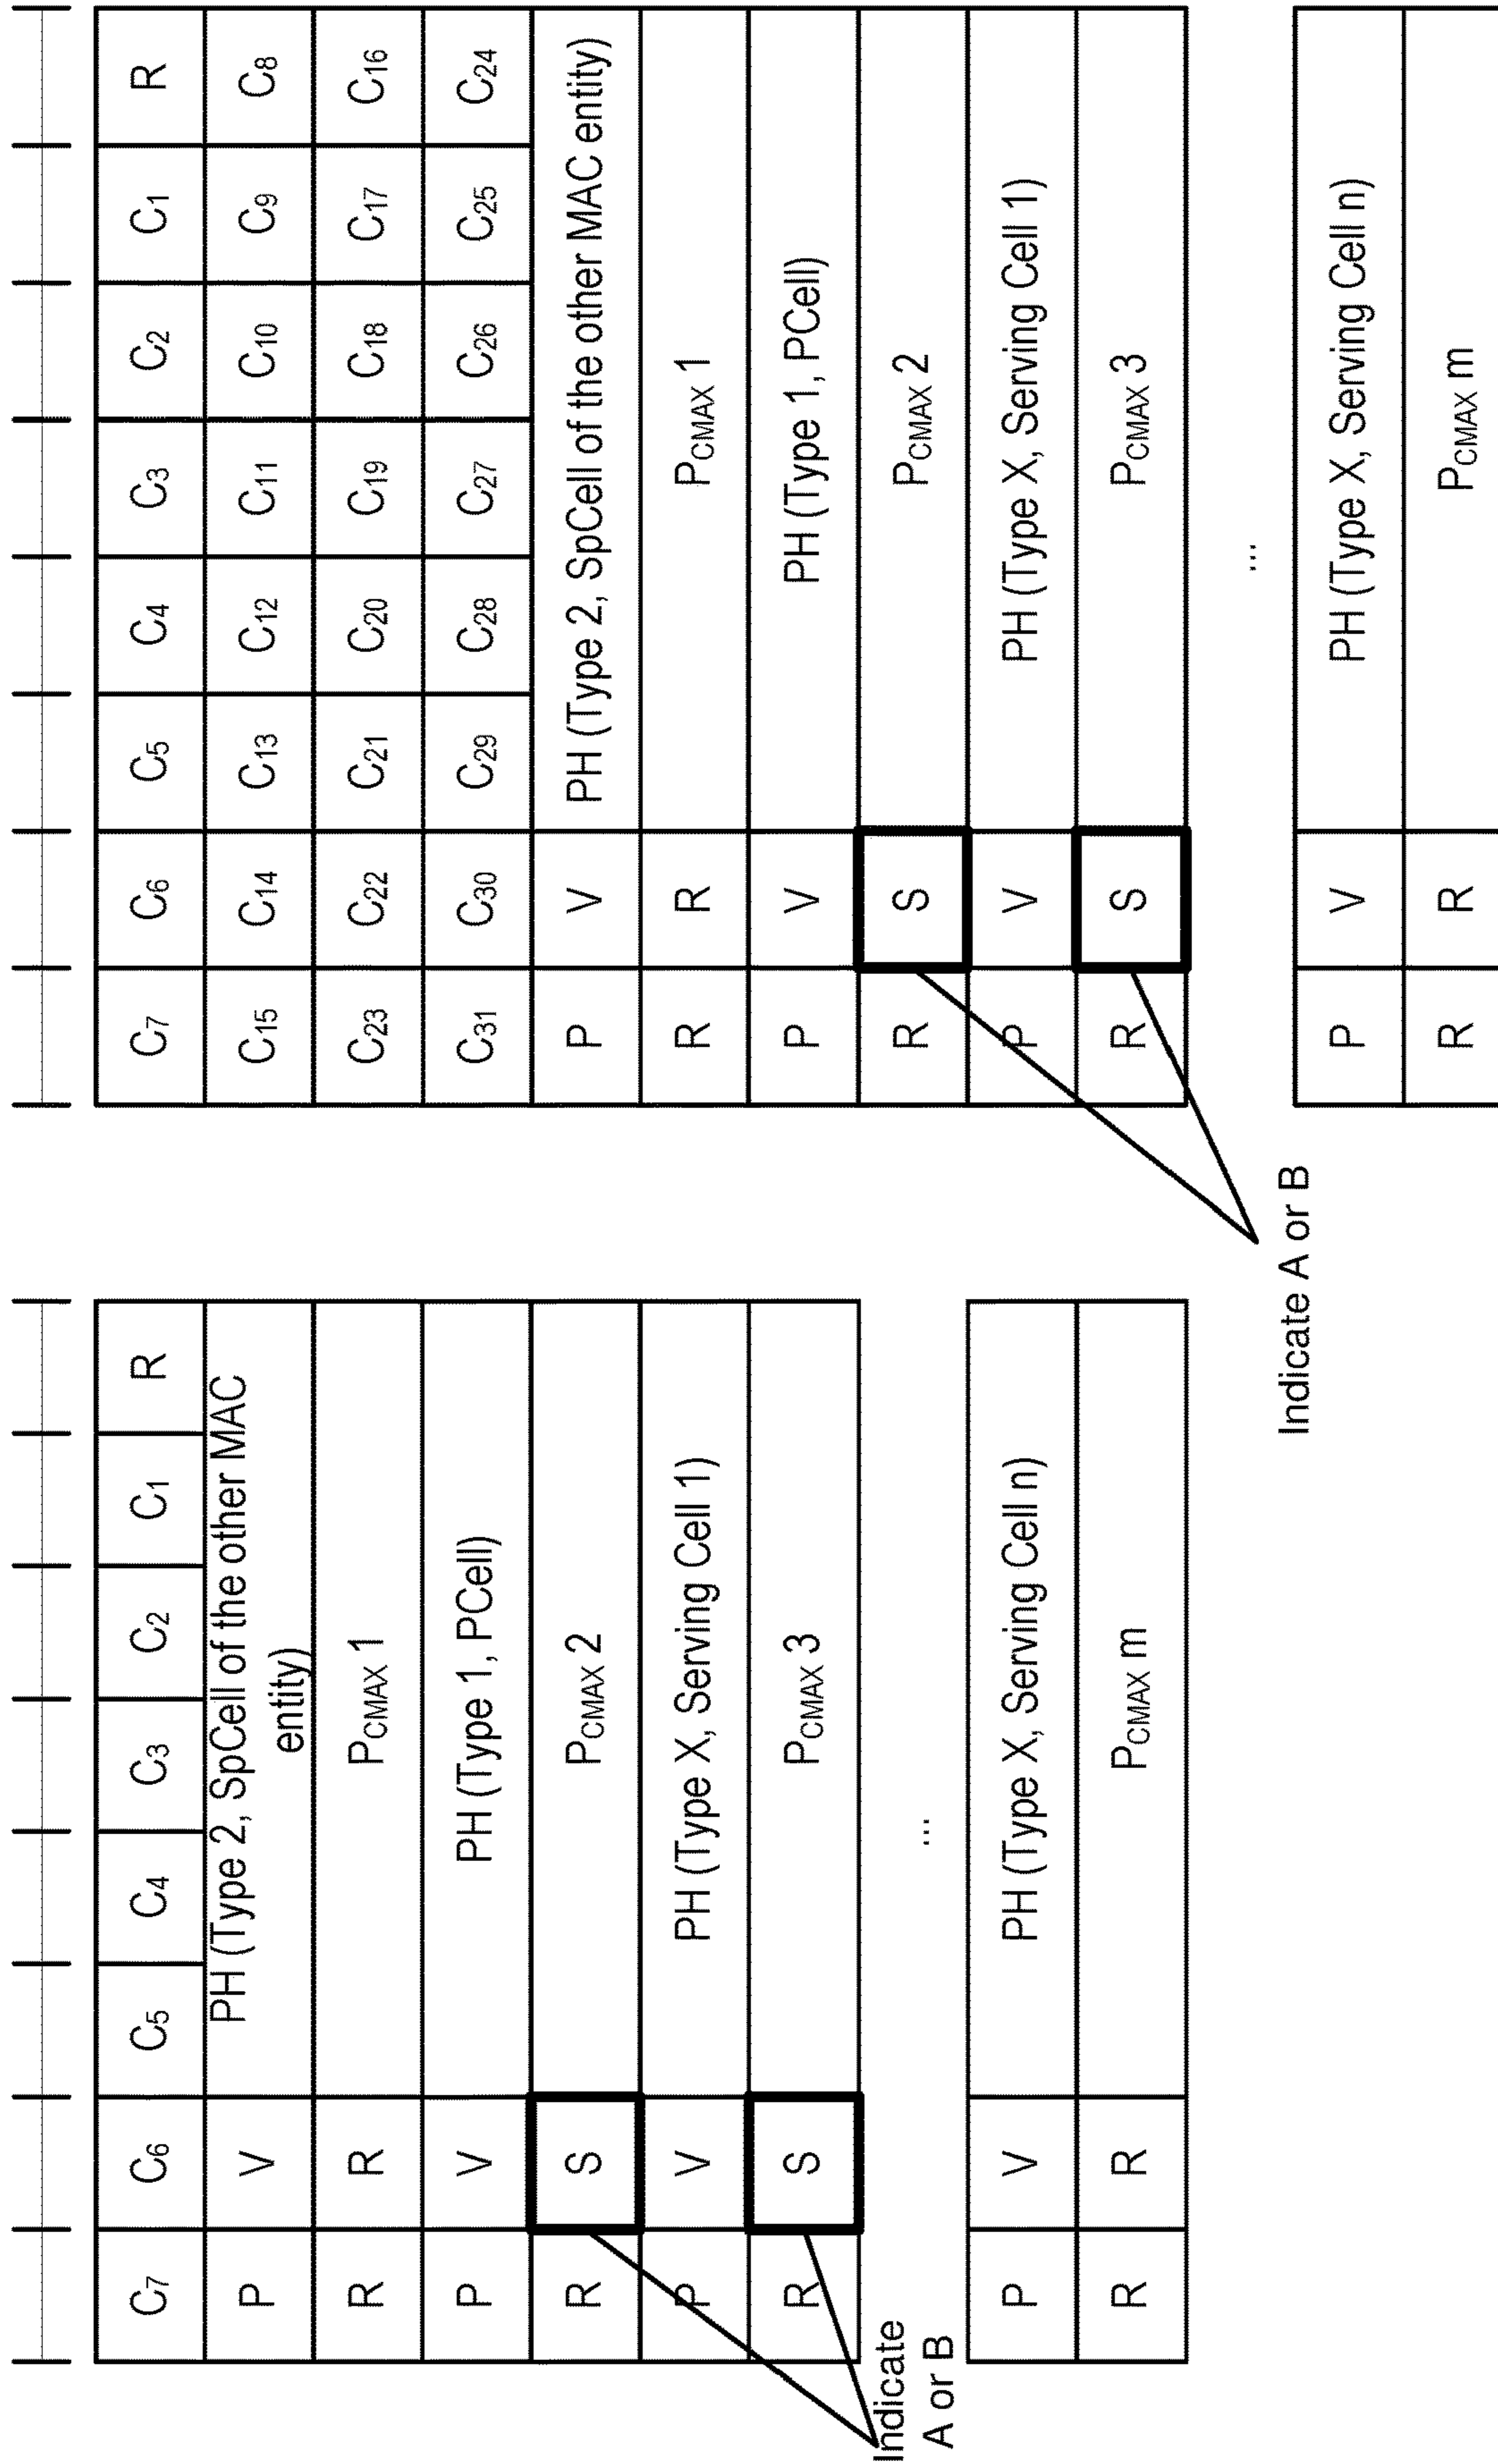 C7 C6 C5 C4 C3 C2 C1 R
P V PH (Type 2, SpCell of the other MAC
entity)
R R PCMAX 1
P V PH (Type 1, PCell)
R S PCMAX 2
P V PH (Type X, Serving Cell 1)
R S PCMAX 3
...
P V PH (Type X, Serving Cell n)
R R PCMAX m
Indicate
A or B
C7 C6 C5 C4 C3 C2 C1 R
C15 C14 C13 C12 C11 C10 C9 C8
C23 C22 C21 C20 C19 C18 C17 C16
C31 C30 C29 C28 C27 C26 C25 C24
P V PH (Type 2, SpCell of the other MAC entity)
R R PCMAX 1
P V PH (Type 1, PCell)
R S PCMAX 2
P V PH (Type X, Serving Cell 1)
R S PCMAX 3
...
P V PH (Type X, Serving Cell n)
R R PCMAX m
Indicate A or B